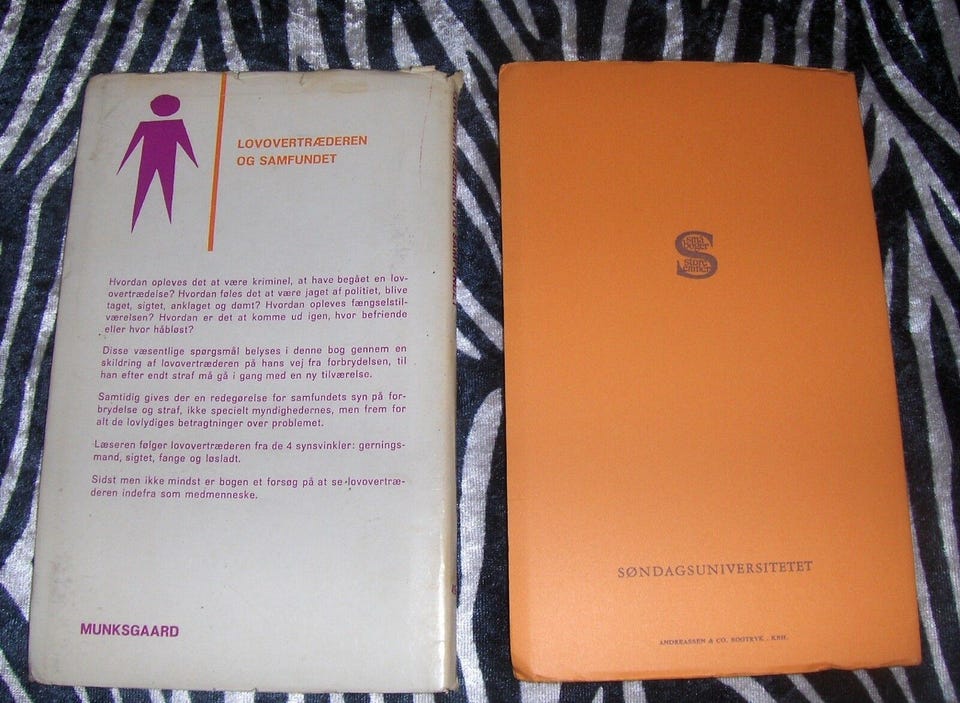 LOVOVERTRÆDEREN
OG SAMFUNDET
Hvordan opleves det at være kriminel, at have begået en lov-
overtrædelse? Hvordan føles det at være jaget af politiet, blive
taget, sigtet, anklaget og dømt? Hvordan opleves fængselstil-
værelsen? Hvordan er det at komme ud igen, hvor befriende
eller hvor håbløst?
Disse væsentlige spørgsmål belyses i denne bog gennem en
skildring af lovovertræderen på hans vej fra forbrydelsen, til
han efter endt straf må gå i gang med en ny tilværelse.
Samtidig gives der en redegørelse for samfundets syn på for-
brydelse og straf, ikke specielt myndighedernes, men frem for
alt de lovlydiges betragtninger over problemet.
Læseren følger lovovertræderen fra de 4 synsvinkler: gernings-
mand, sigtet, fange og løsladt.
Sidst men ikke mindst er bogen et forsøg på at se lovovertræ-
deren indefra som medmenneske.
MUNKSGAARD
små
bøger
store
emner
SØNDAGSUNIVERSITETET
ANDREASSEN & CO. BOGTRYK . KBH.